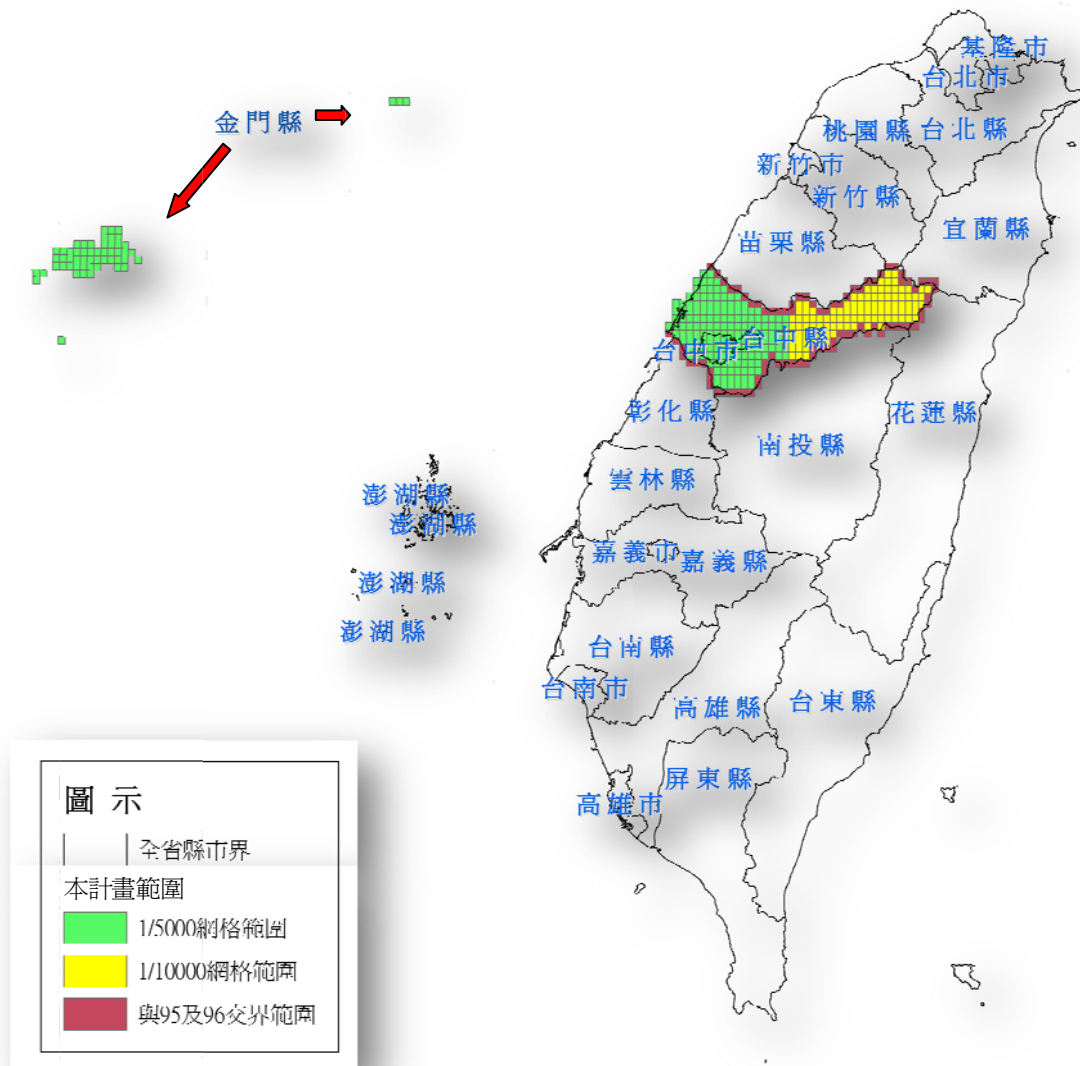 基隆市
台北市
金門縣
桃園縣
台北縣
新竹市
新竹縣
宜蘭縣
苗栗縣
台中縣
台中市
彰化縣
花蓮縣
南投縣
雲林縣
澎湖縣
澎湖縣
嘉義市
嘉義縣
澎湖縣
澎湖縣
台南縣
台南市
高雄縣
台東縣
屏東縣
高雄市
圖示
全省縣市界
本計畫範圍
1/5000網格範圍
1/10000網格範圍
與95及96交界範圍